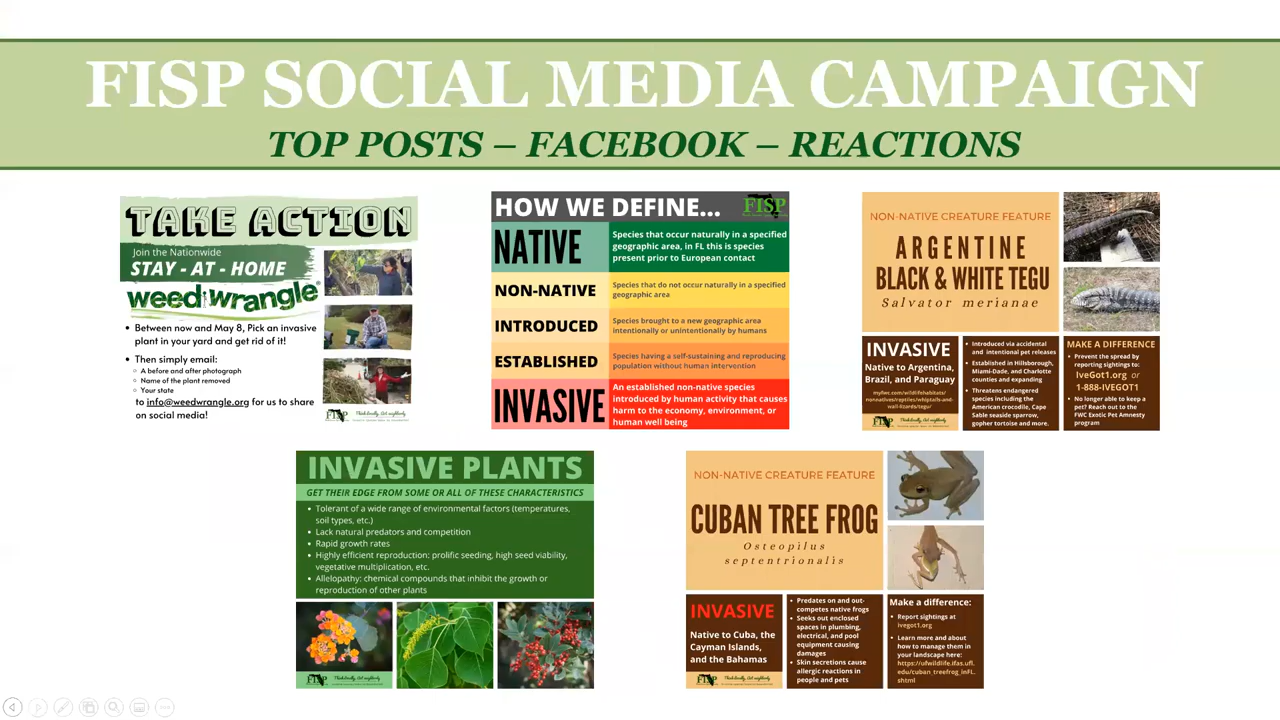 FISP SOCIAL MEDIA CAMPAIGN
TOP POSTS – FACEBOOK – REACTIONS
TAKE ACTION
Join the Nationwide
STAY - AT - HOME
weed wrangle®
• Between now and May 8, Pick an invasive
plant in your yard and get rid of it!
• Then simply email:
○ A before and after photograph
○ Name of the plant removed
○ Your state
to info@weedwrangle.org for us to share
on social media!
FISP
HOW WE DEFINE...
FISP
NATIVE
Species that occur naturally in a specified
geographic area, in FL this is species
present prior to European contact
NON-NATIVE
Species that do not occur naturally in a specified
geographic area
INTRODUCED
Species brought to a new geographic area
intentionally or unintentionally by humans
ESTABLISHED
Species having a self-sustaining and reproducing
population without human intervention
INVASIVE
An established non-native species
introduced by human activity that causes
harm to the economy, environment, or
human well being
NON-NATIVE CREATURE FEATURE
ARGENTINE
BLACK & WHITE TEGU
Salvator merianae
INVASIVE
Native to Argentina,
Brazil, and Paraguay
myfwc.com/wildlifehabitats/
nonnatives/reptiles/whiptails-and-
wall-lizards/tegu/
FISP
• Introduced via accidental
and intentional pet releases
• Established in Hillsborough,
Miami-Dade, and Charlotte
counties and expanding
• Threatens endangered
species including the
American crocodile, Cape
Sable seaside sparrow,
gopher tortoise and more.
MAKE A DIFFERENCE
• Prevent the spread by
reporting sightings to:
IveGot1.org or
1-888-IVEGOT1
• No longer able to keep a
pet? Reach out to the
FWC Exotic Pet Amnesty
program
INVASIVE PLANTS
GET THEIR EDGE FROM SOME OR ALL OF THESE CHARACTERISTICS
• Tolerant of a wide range of environmental factors (temperatures,
soil types, etc.)
• Lack natural predators and competition
• Rapid growth rates
• Highly efficient reproduction: prolific seeding, high seed viability,
vegetative multiplication, etc.
• Allelopathy: chemical compounds that inhibit the growth or
reproduction of other plants
FISP
NON-NATIVE CREATURE FEATURE
CUBAN TREE FROG
Osteopilus
septentrionalis
INVASIVE
Native to Cuba, the
Cayman Islands,
and the Bahamas
FISP
• Predates on and out-
competes native frogs
• Seeks out enclosed
spaces in plumbing,
electrical, and pool
equipment causing
damages
• Skin secretions cause
allergic reactions in
people and pets
Make a difference:
• Report sightings at
Ivegot1.org
• Learn more and about
how to manage them in
your landscape here:
https://ufwildlife.ifas.ufl.
edu/cuban_treefrog_inFL.
shtml